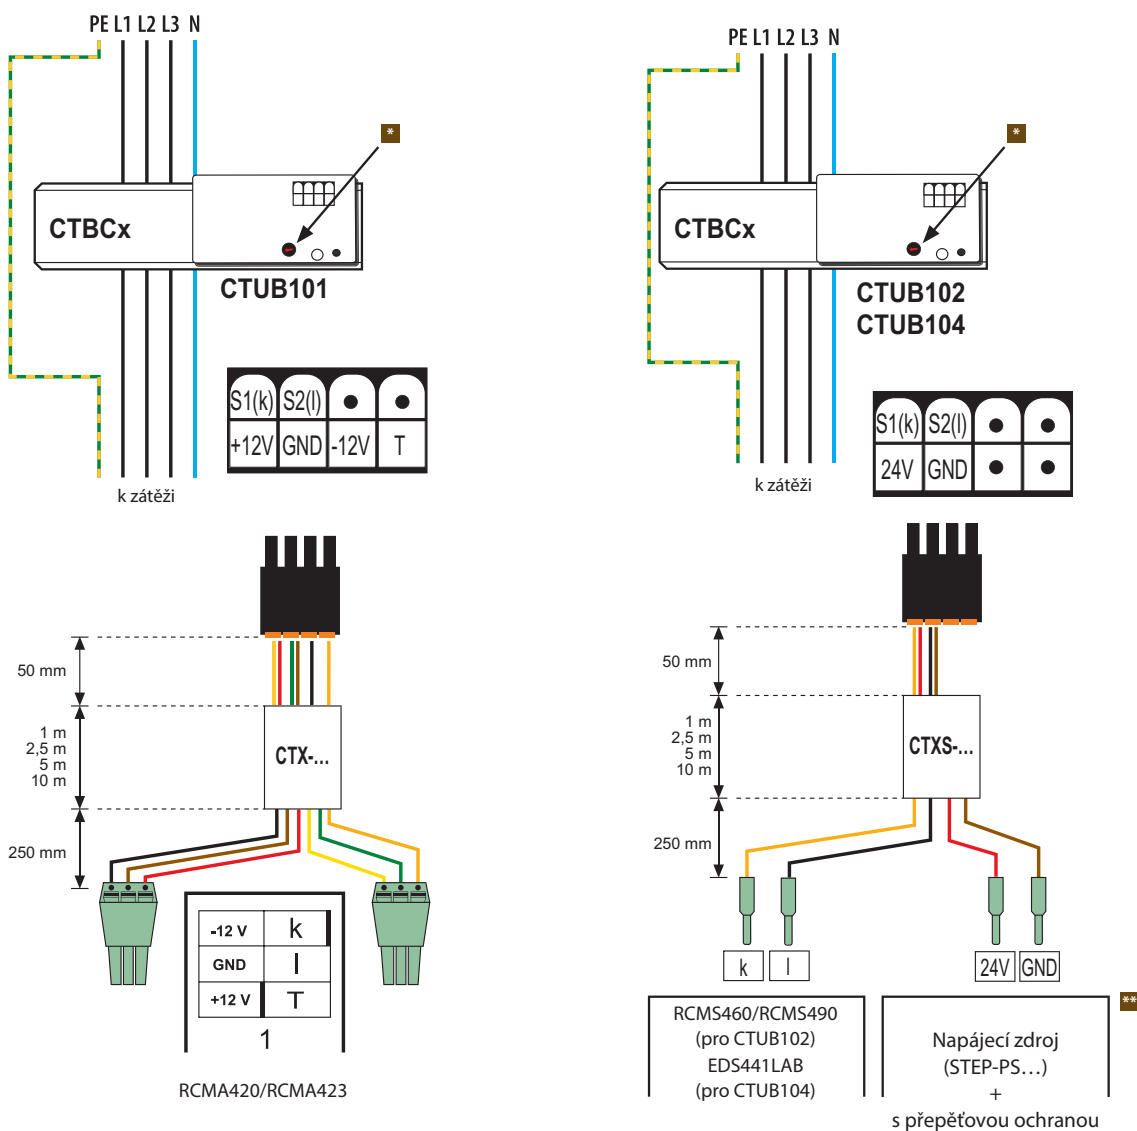 PE L1 L2 L3 N
*
CTBCx
CTUB101
S1(k) S2(l)
+12V GND -12V T
k zátěži
50 mm
1 m
2,5 m
5 m
10 m
CTX-...
250 mm
-12 V k
GND l
+12 V T
1
RCMA420/RCMA423
PE L1 L2 L3 N
*
CTBCx
CTUB102
CTUB104
S1(k) S2(l)
24V GND
k zátěži
50 mm
1 m
2,5 m
5 m
10 m
CTXS-...
250 mm
k l 24V GND
RCMS460/RCMS490
(pro CTUB102)
EDS441LAB
(pro CTUB104)
**
Napájecí zdroj
(STEP-PS...)
+
s přepěťovou ochranou